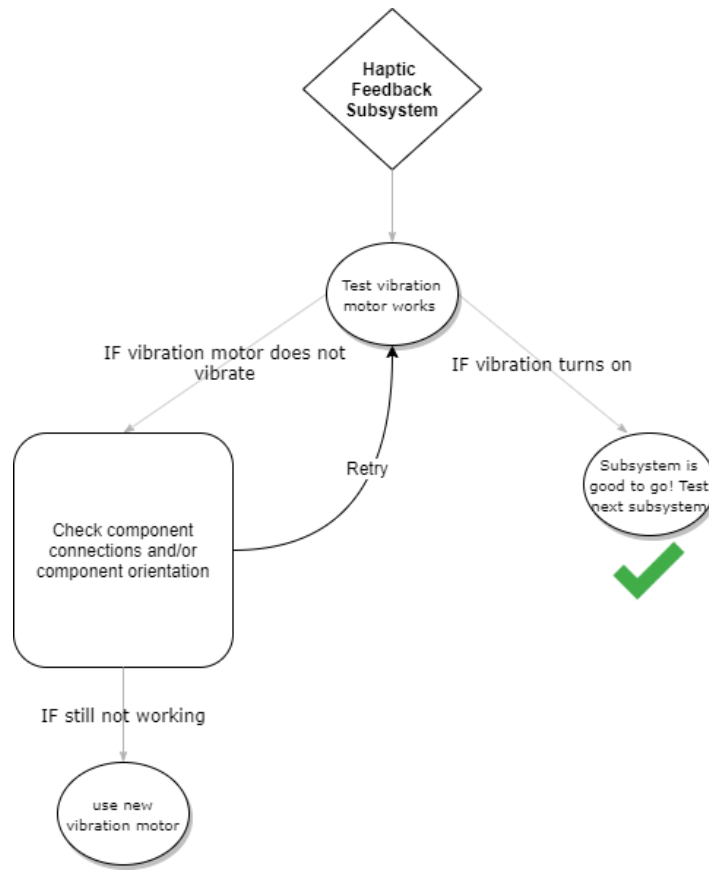 Haptic
Feedback
Subsystem
Test vibration
motor works
IF vibration motor does not
vibrate
IF vibration turns on
Retry
Subsystem is
good to go! Test
next subsystem
Check component
connections and/or
component orientation
IF still not working
use new
vibration motor